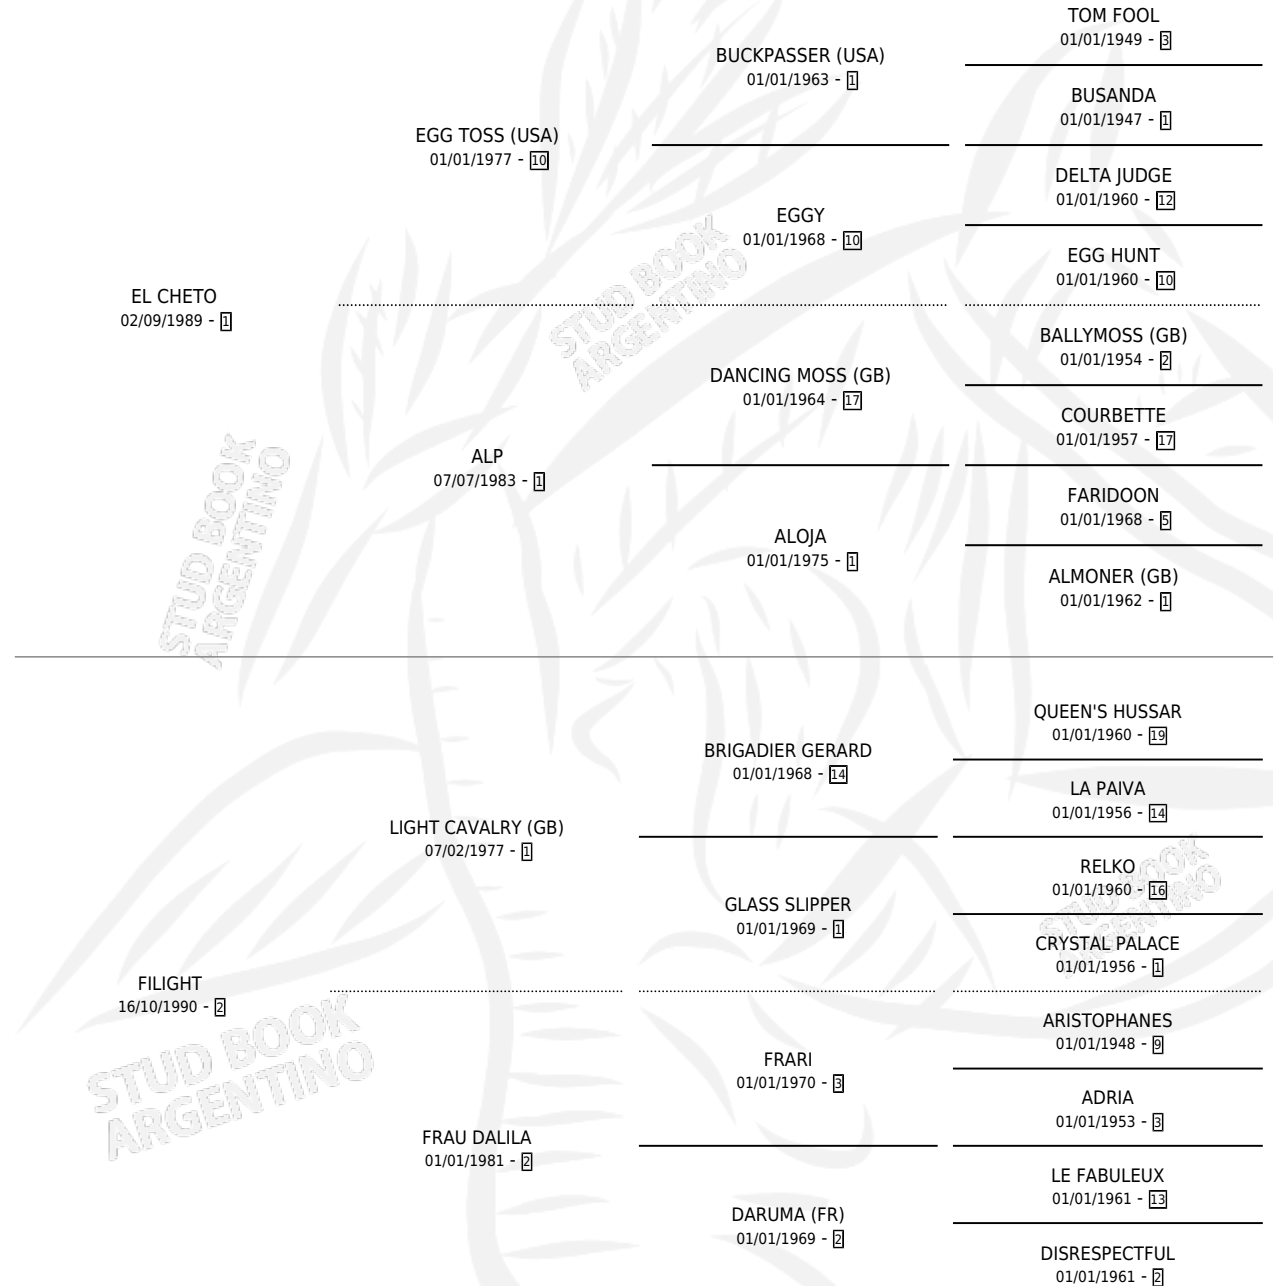 TOM FOOL
01/01/1949 - 3
BUCKPASSER (USA)
01/01/1963 - 1
BUSANDA
01/01/1947 - 1
EGG TOSS (USA)
01/01/1977 - 10
DELTA JUDGE
01/01/1960 - 12
EGGY
01/01/1968 - 10
EGG HUNT
01/01/1960 - 10
EL CHETO
02/09/1989 - 1
STUD BOOK
ARGENTINO
BALLYMOSS (GB)
01/01/1954 - 2
DANCING MOSS (GB)
01/01/1964 - 17
COURBETTE
01/01/1957 - 17
ALP
07/07/1983 - 1
FARIDOON
01/01/1968 - 5
ALOJA
01/01/1975 - 1
ALMONER (GB)
01/01/1962 - 1
STUD BOOK
ARGENTINO
QUEEN'S HUSSAR
01/01/1960 - 19
BRIGADIER GERARD
01/01/1968 - 14
LA PAIVA
01/01/1956 - 14
LIGHT CAVALRY (GB)
07/02/1977 - 1
RELKO
01/01/1960 - 16
GLASS SLIPPER
01/01/1969 - 1
CRYSTAL PALACE
01/01/1956 - 1
STUD BOOK
ARGENTINO
FILIGHT
16/10/1990 - 2
ARISTOPHANES
01/01/1948 - 9
FRARI
01/01/1970 - 3
ADRIA
01/01/1953 - 3
STUD BOOK
ARGENTINO
FRAU DALILA
01/01/1981 - 2
LE FABULEUX
01/01/1961 - 13
DARUMA (FR)
01/01/1969 - 2
DISRESPECTFUL
01/01/1961 - 2